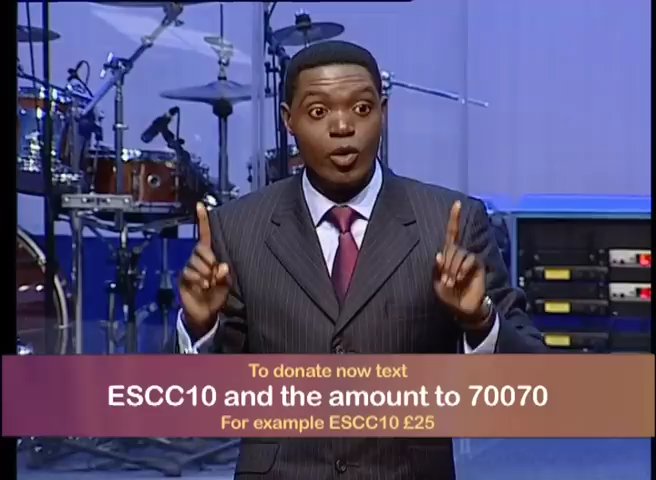 To donate now text
ESCC10 and the amount to 70070
For example ESCC10 £25